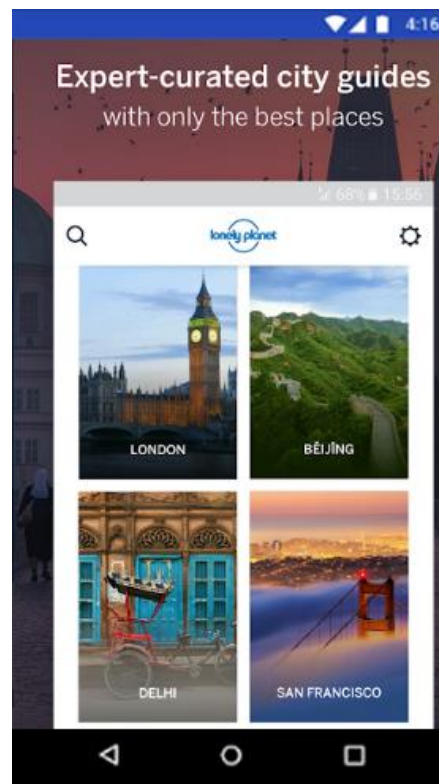 4:16
Expert-curated city guides
with only the best places
68% 15:56
lonely planet
LONDON
BĚIJĪNG
DELHI
SAN FRANCISCO